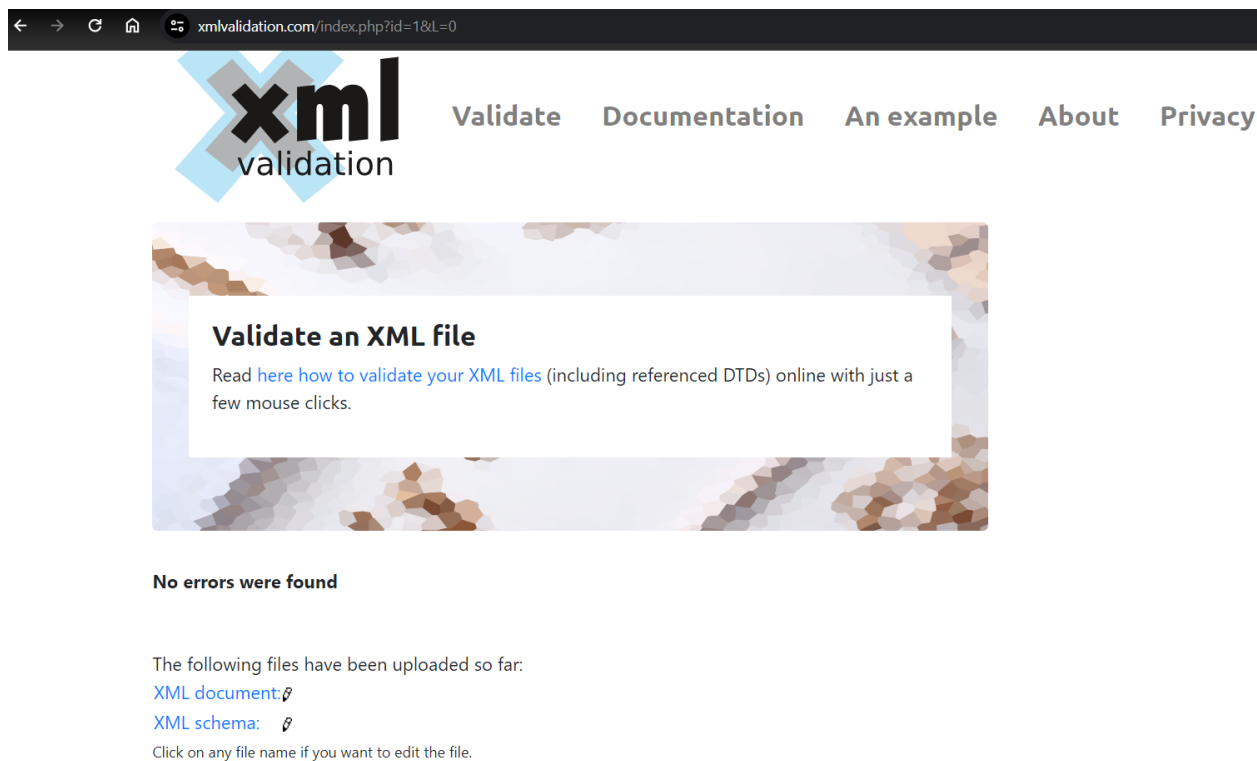 xmlvalidation.com/index.php?id=1&L=0
xml
validation
Validate Documentation An example About Privacy
Validate an XML file
Read here how to validate your XML files (including referenced DTDs) online with just a
few mouse clicks.
No errors were found
The following files have been uploaded so far:
XML document:
XML schema:
Click on any file name if you want to edit the file.